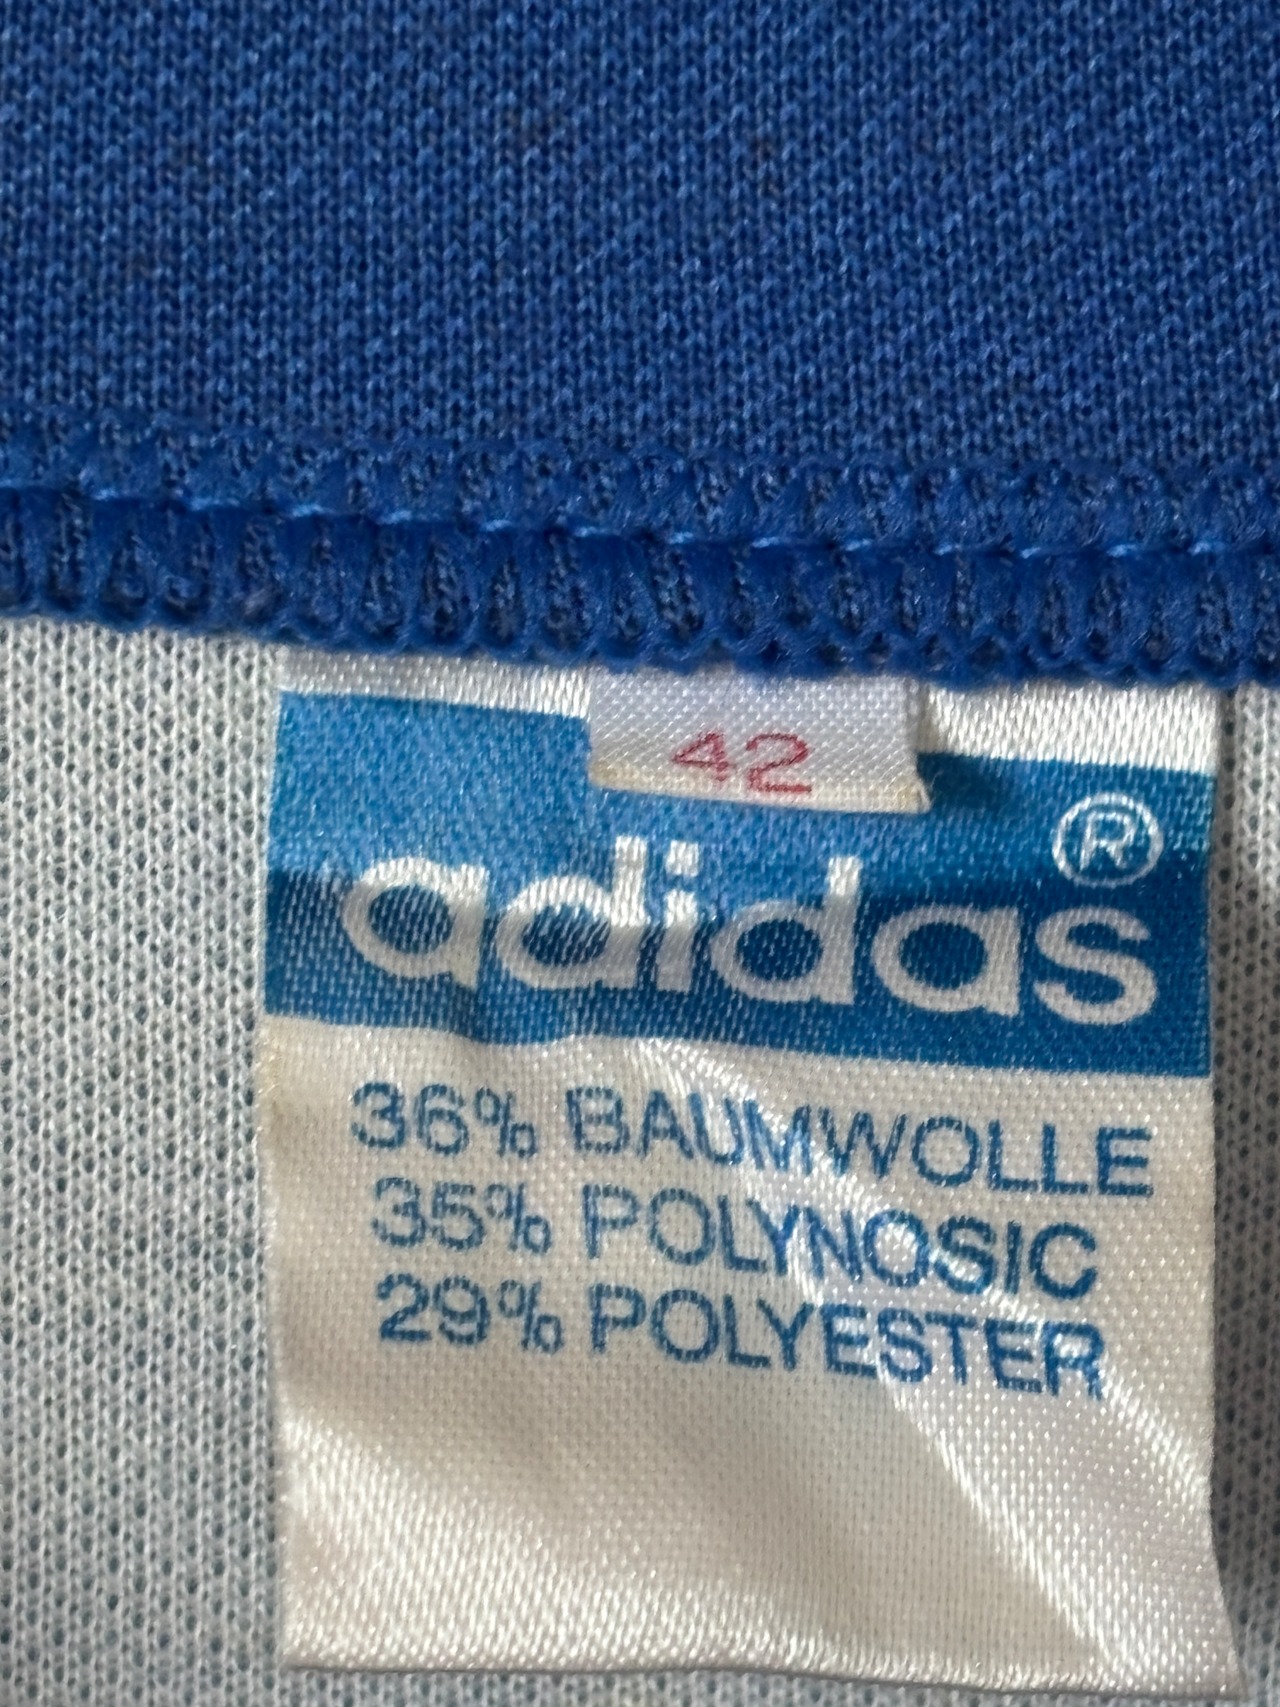 42
adidas ®
36% BAUMWOLLE
35% POLYNOSIC
29% POLYESTER